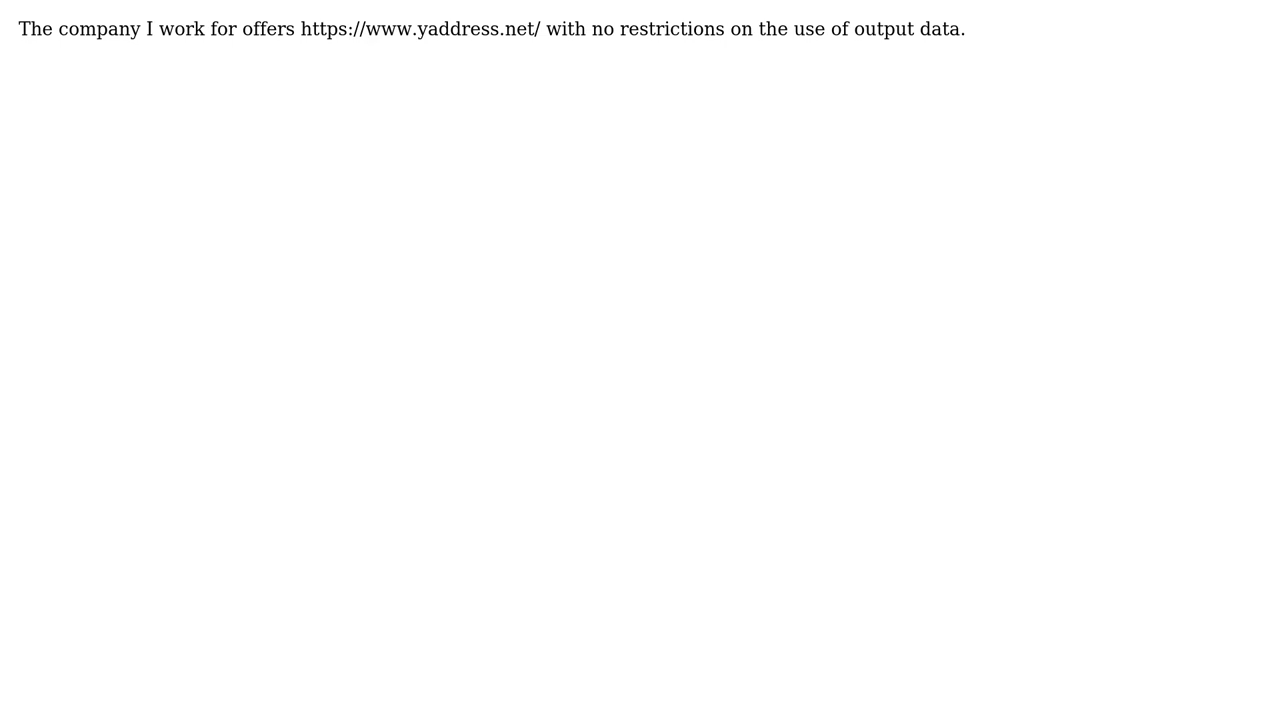 The company I work for offers https://www.yaddress.net/ with no restrictions on the use of output data.